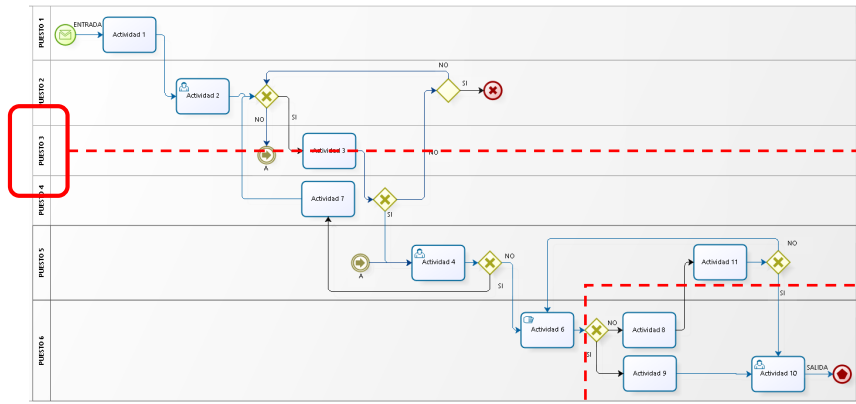 PUESTO 1
ENTRADA
Actividad 1
PUESTO 2
Actividad 2
NO
SI
NO
SI
PUESTO 3
Actividad 3
A
NO
PUESTO 4
Actividad 7
SI
PUESTO 5
A
Actividad 4
NO
SI
Actividad 11
NO
SI
PUESTO 6
Actividad 6
NO
SI
Actividad 8
Actividad 9
Actividad 10
SALIDA